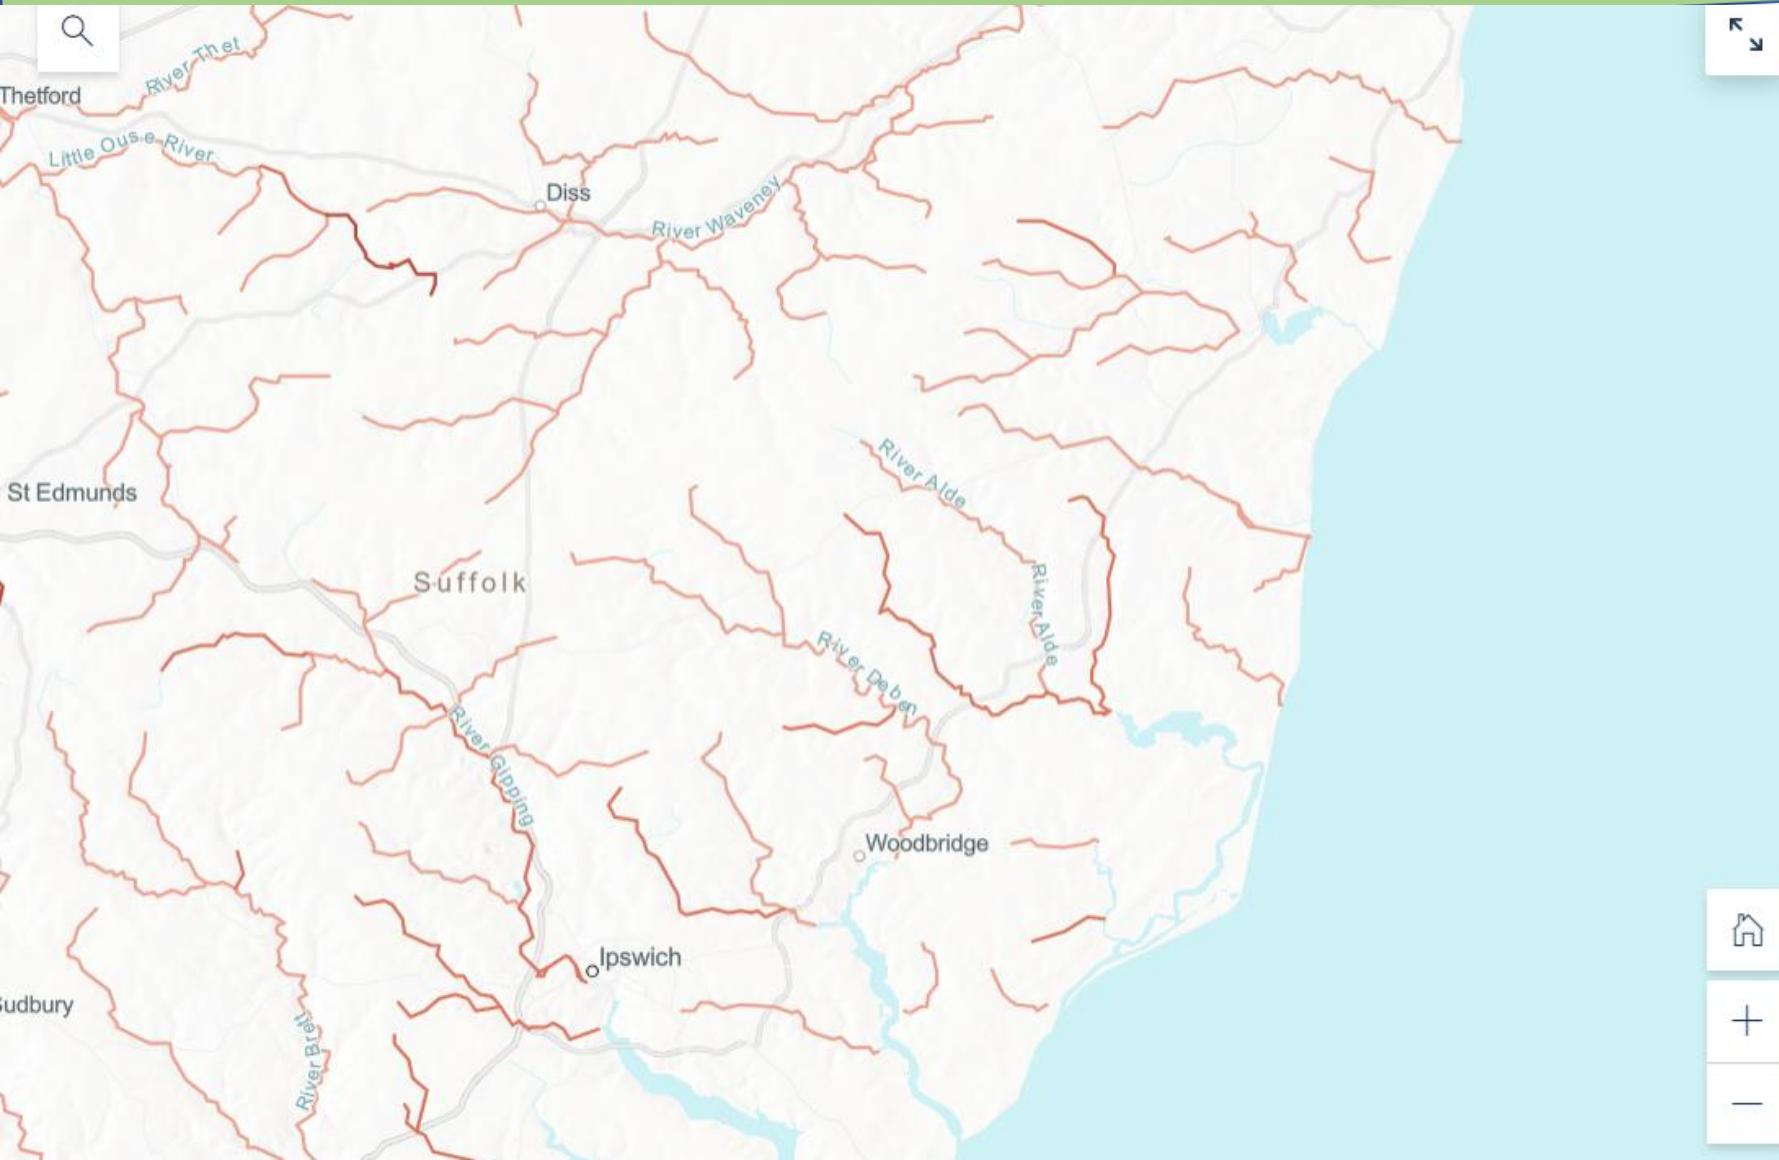 River Thet
Thetford
Little Ouse River
Diss
River Waveney
River Alde
St Edmunds
Suffolk
River Alde
River Deben
River Gipping
Woodbridge
Ipswich
Sudbury
River Brett